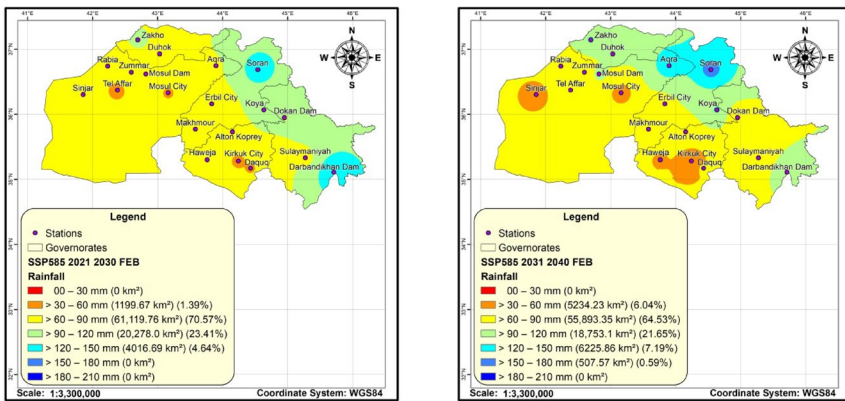 41°E 42°E 43°E 44°E 45°E 46°E
N
W E
S
37°N
36°N
35°N
34°N
33°N
32°N
Zakho
Duhok
Rabia
Zummar
Aqra
Soran
Mosul Dam
Tel Affar
Sinjar
Mosul City
Erbil City
Koya
Dokan Dam
Makhmour
Alton Koprey
Haweja
Kirkuk City
Sulaymaniyah
Daquq
Darbandikhan Dam
Legend
Stations
Governorates
SSP585 2021 2030 FEB
Rainfall
00 – 30 mm (0 km²)
> 30 – 60 mm (1199.67 km²) (1.39%)
> 60 – 90 mm (61,119.76 km²) (70.57%)
> 90 – 120 mm (20,278.0 km²) (23.41%)
> 120 – 150 mm (4016.69 km²) (4.64%)
> 150 – 180 mm (0 km²)
> 180 – 210 mm (0 km²)
Scale: 1:3,300,000 Coordinate System: WGS84
41°E 42°E 43°E 44°E 45°E 46°E
N
W E
S
37°N
36°N
35°N
34°N
33°N
32°N
Zakho
Duhok
Rabia
Zummar
Aqra
Soran
Mosul Dam
Tel Affar
Sinjar
Mosul City
Erbil City
Koya
Dokan Dam
Makhmour
Alton Koprey
Haweja
Kirkuk City
Sulaymaniyah
Daquq
Darbandikhan Dam
Legend
Stations
Governorates
SSP585 2031 2040 FEB
Rainfall
00 – 30 mm (0 km²)
> 30 – 60 mm (5234.23 km²) (6.04%)
> 60 – 90 mm (55,893.35 km²) (64.53%)
> 90 – 120 mm (18,753.1 km²) (21.65%)
> 120 – 150 mm (6225.86 km²) (7.19%)
> 150 – 180 mm (507.57 km²) (0.59%)
> 180 – 210 mm (0 km²)
Scale: 1:3,300,000 Coordinate System: WGS84